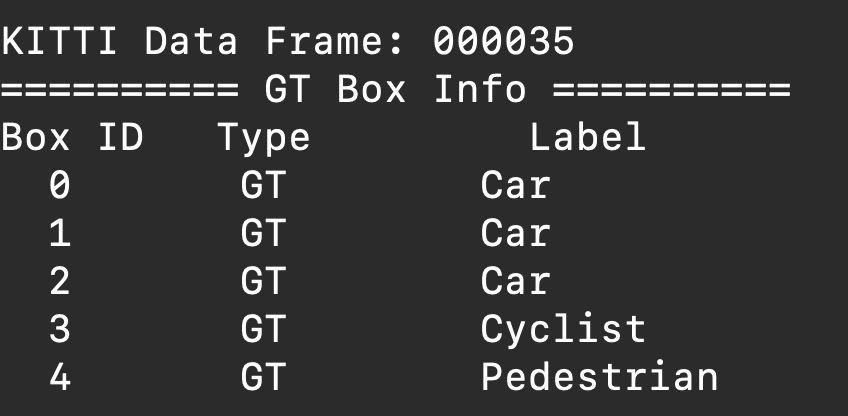 KITTI Data Frame: 000035
========== GT Box Info ==========
Box ID   Type         Label
  0       GT        Car
  1       GT        Car
  2       GT        Car
  3       GT        Cyclist
  4       GT        Pedestrian